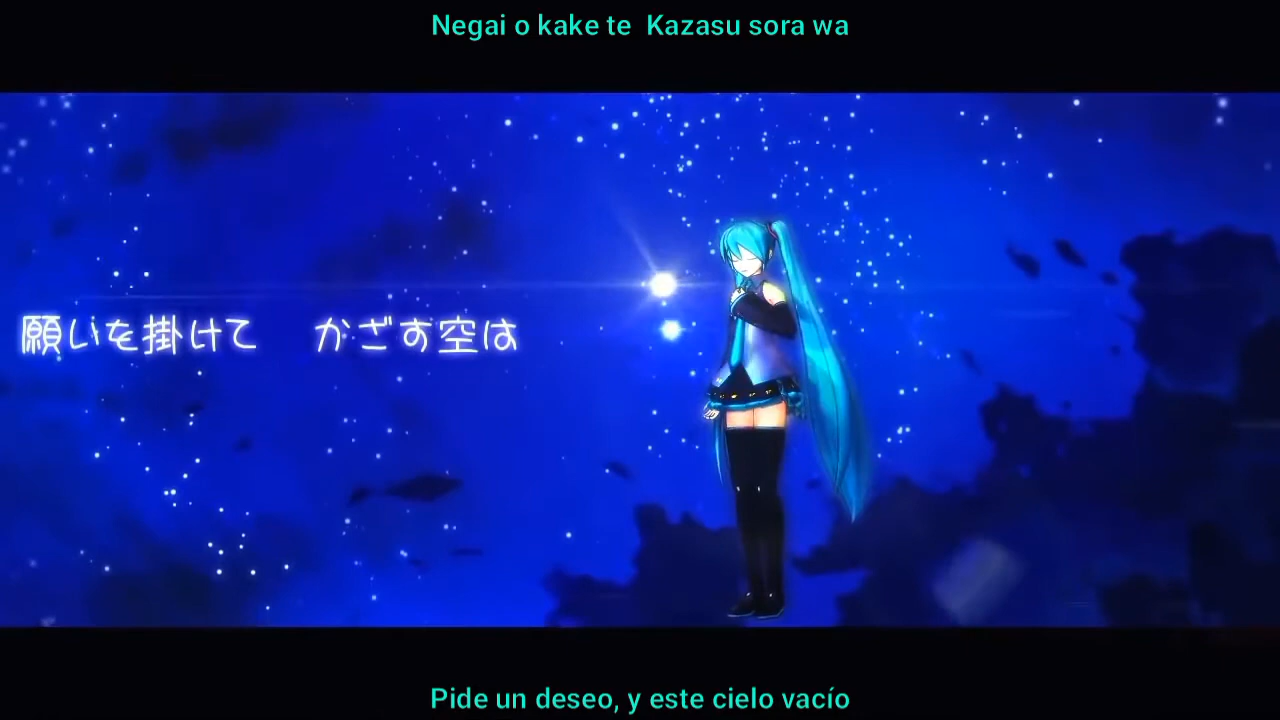 Negai o kake te  Kazasu sora wa
願いを掛けて　かざす空は
Pide un deseo, y este cielo vacío